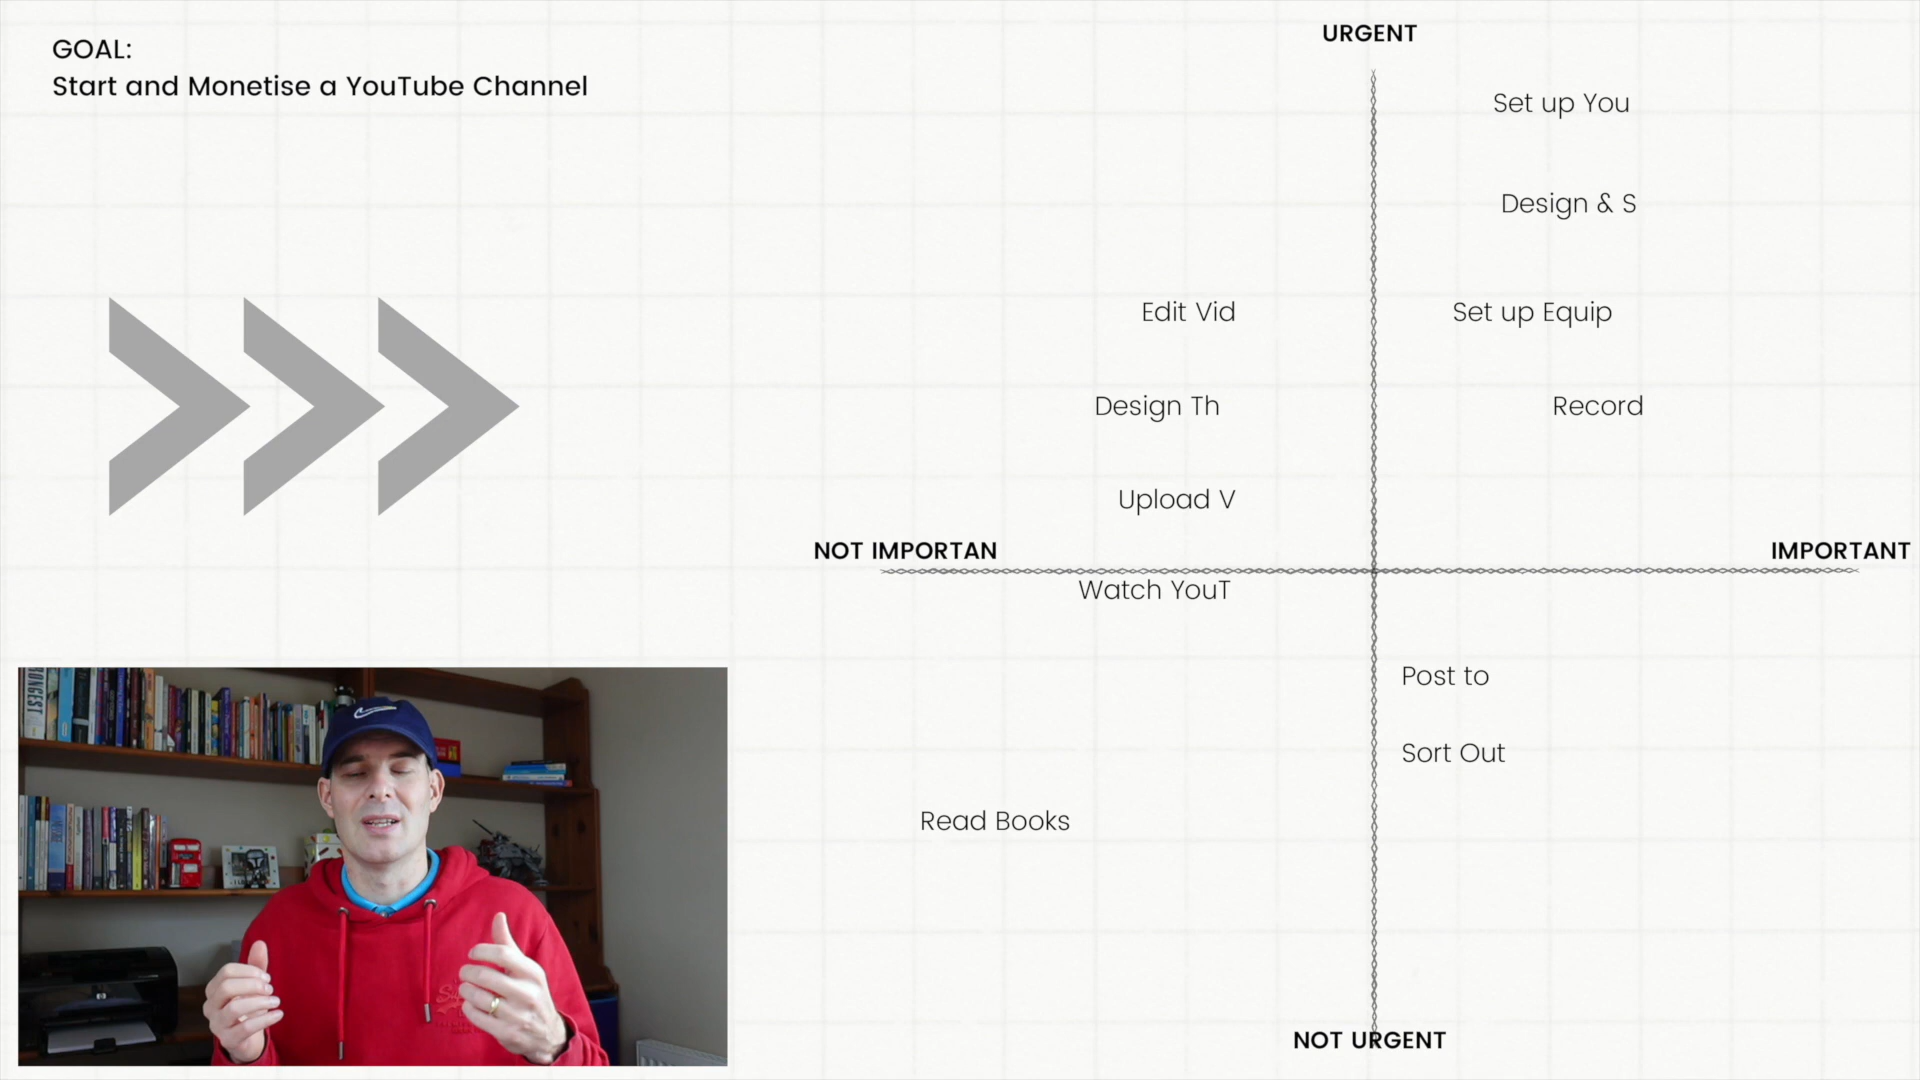 GOAL:
Start and Monetise a YouTube Channel
URGENT
Set up You
Design & S
Edit Vid
Set up Equip
Design Th
Record
Upload V
NOT IMPORTAN
IMPORTANT
Watch YouT
Post to
Sort Out
Read Books
NOT URGENT